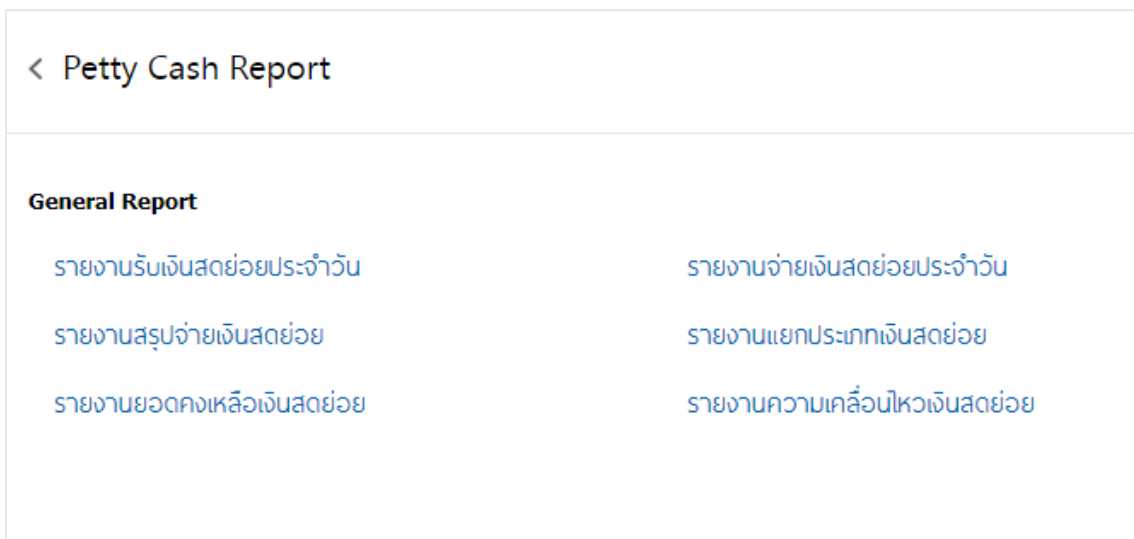 < Petty Cash Report
General Report
รายงานรับเงินสดย่อยประจำวัน
รายงานจ่ายเงินสดย่อยประจำวัน
รายงานสรุปจ่ายเงินสดย่อย
รายงานแยกประเภทเงินสดย่อย
รายงานยอดคงเหลือเงินสดย่อย
รายงานความเคลื่อนไหวเงินสดย่อย